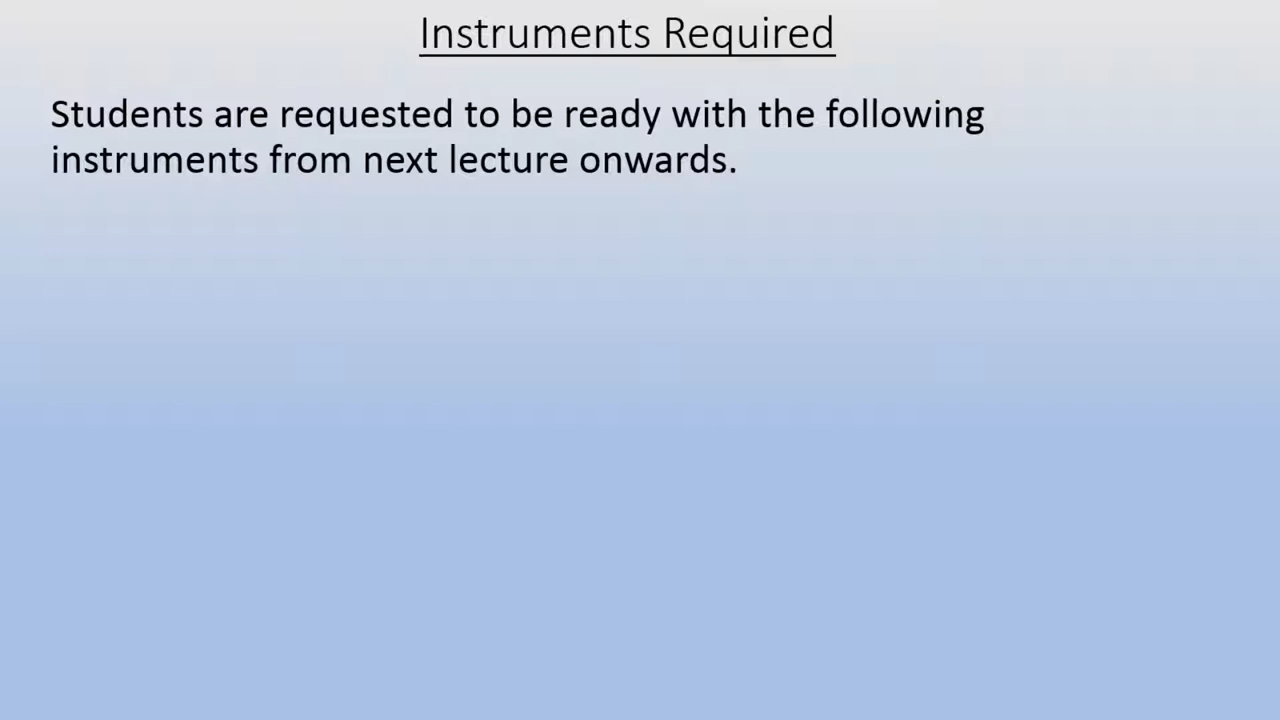 Instruments Required
Students are requested to be ready with the following
instruments from next lecture onwards.